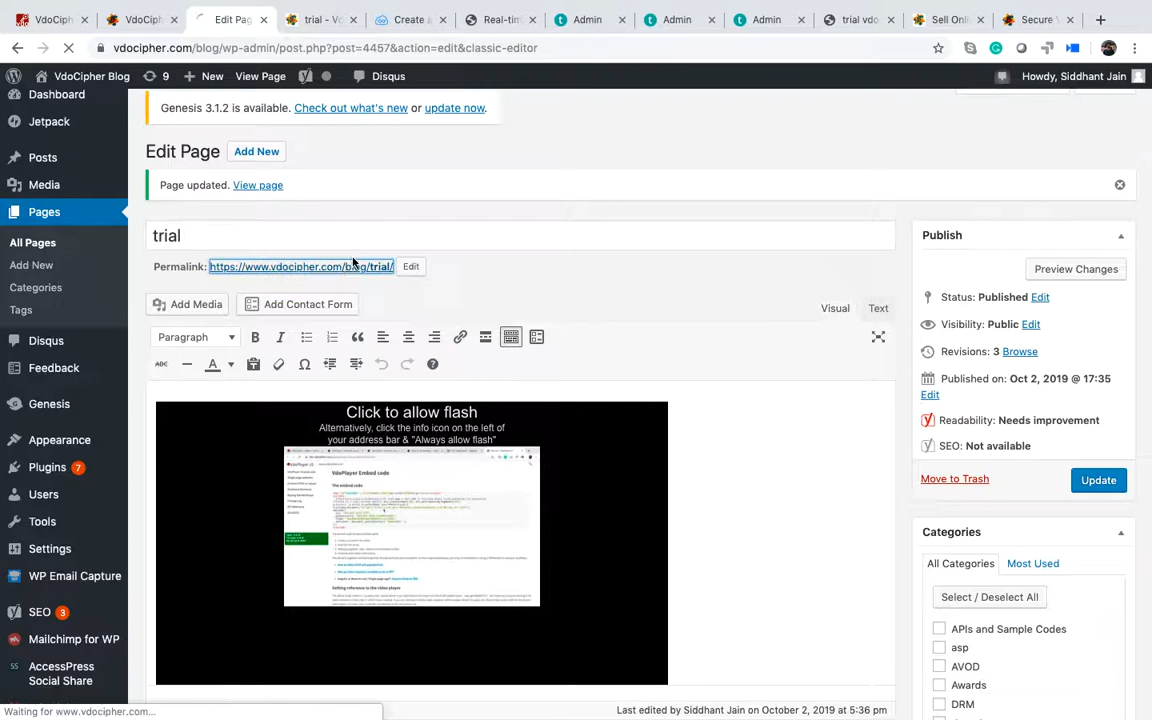 VdoCip
VdoCiph
Edit Pag
trial - V
Create a
Real-tim
Admin
Admin
Admin
trial vdo
Sell Onli
Secure V
vdocipher.com/blog/wp-admin/post.php?post=4457&action=edit&classic-editor
VdoCipher Blog 9 New View Page Disqus Howdy, Siddhant Jain
Dashboard
Jetpack
Posts
Media
Pages
All Pages
Add New
Categories
Tags
Disqus
Feedback
Genesis
Appearance
Plugins 7
Users
Tools
Settings
WP Email Capture
SEO 3
Mailchimp for WP
AccessPress
Social Share
Genesis 3.1.2 is available. Check out what's new or update now.
Edit Page Add New
Page updated. View page
trial
Permalink: https://www.vdocipher.com/blog/trial/ Edit
Add Media Add Contact Form
Visual Text
Paragraph
Click to allow flash
Alternatively, click the info icon on the left of
your address bar & "Always allow flash"
VdoPlayer Embed code
The embed code
Last edited by Siddhant Jain on October 2, 2019 at 5:36 pm
Publish
Preview Changes
Status: Published Edit
Visibility: Public Edit
Revisions: 3 Browse
Published on: Oct 2, 2019 @ 17:35
Edit
Readability: Needs improvement
SEO: Not available
Move to Trash Update
Categories
All Categories Most Used
Select / Deselect All
APIs and Sample Codes
asp
AVOD
Awards
DRM
Waiting for www.vdocipher.com...